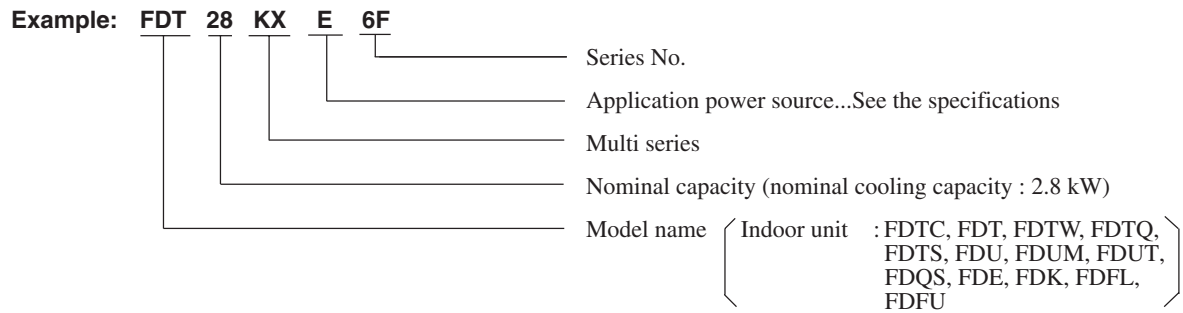 Example: FDT 28 KX E 6F
Series No.
Application power source...See the specifications
Multi series
Nominal capacity (nominal cooling capacity : 2.8 kW)
Model name ( Indoor unit : FDTC, FDT, FDTW, FDTQ,
FDTS, FDU, FDUM, FDUT,
FDQS, FDE, FDK, FDFL,
FDFU )